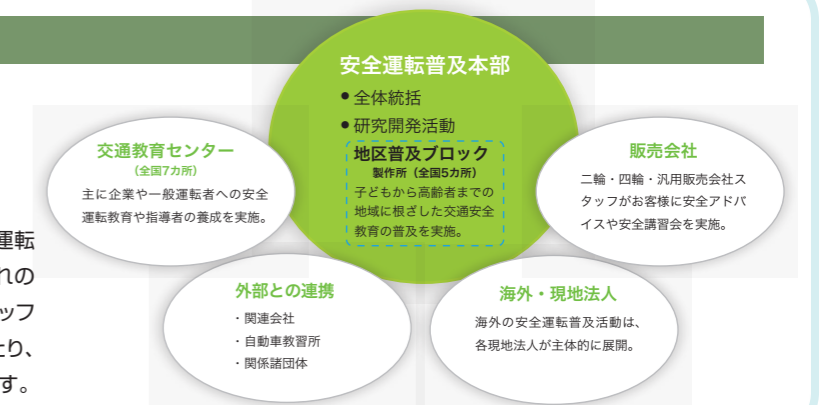 安全運転普及本部
●全体統括
●研究開発活動
地区普及ブロック
製作所（全国5カ所）
子どもから高齢者までの
地域に根ざした交通安全
教育の普及を実施。
交通教育センター
（全国7カ所）
主に企業や一般運転者への安全
運転教育や指導者の養成を実施。
販売会社
二輪・四輪・汎用販売会社ス
タッフがお客様に安全アドバ
イスや安全講習会を実施。
外部との連携
・関連会社
・自動車教習所
・関係諸団体
海外・現地法人
海外の安全運転普及活動は、
各現地法人が主体的に展開。
運転
れの
ッフ
たり、
す。